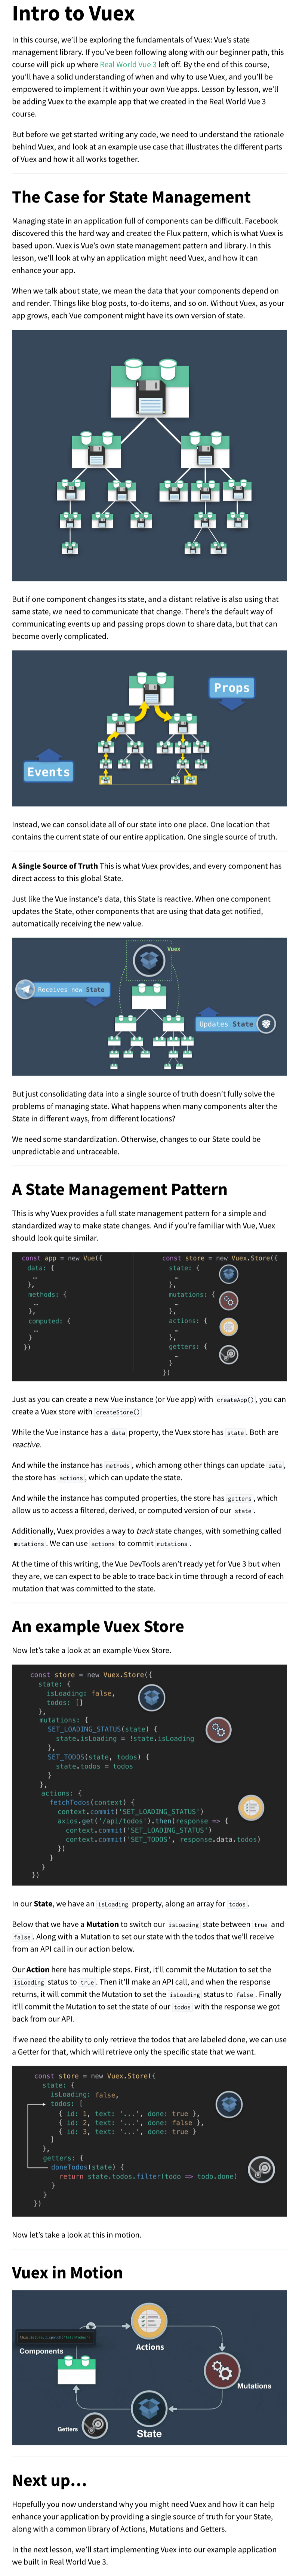 Intro to Vuex
In this course, we'll be exploring the fundamentals of Vuex: Vue's state
management library. If you've been following along with our beginner path, this
course will pick up where Real World Vue 3 left off. By the end of this course,
you'll have a solid understanding of when and why to use Vuex, and you'll be
empowered to implement it within your own Vue apps. Lesson by lesson, we'll
be adding Vuex to the example app that we created in the Real World Vue 3
course.
But before we get started writing any code, we need to understand the rationale
behind Vuex, and look at an example use case that illustrates the different parts
of Vuex and how it all works together.
The Case for State Management
Managing state in an application full of components can be difficult. Facebook
discovered this the hard way and created the Flux pattern, which is what Vuex is
based upon. Vuex is Vue's own state management pattern and library. In this
lesson, we'll look at why an application might need Vuex, and how it can
enhance your app.
When we talk about state, we mean the data that your components depend on
and render. Things like blog posts, to-do items, and so on. Without Vuex, as your
app grows, each Vue component might have its own version of state.
But if one component changes its state, and a distant relative is also using that
same state, we need to communicate that change. There's the default way of
communicating events up and passing props down to share data, but that can
become overly complicated.
Props
Events
Instead, we can consolidate all of our state into one place. One location that
contains the current state of our entire application. One single source of truth.
A Single Source of Truth This is what Vuex provides, and every component has
direct access to this global State.
Just like the Vue instance's data, this State is reactive. When one component
updates the State, other components that are using that data get notified,
automatically receiving the new value.
Vuex
Receives new State
Updates State
But just consolidating data into a single source of truth doesn't fully solve the
problems of managing state. What happens when many components alter the
State in different ways, from different locations?
We need some standardization. Otherwise, changes to our State could be
unpredictable and untraceable.
A State Management Pattern
This is why Vuex provides a full state management pattern for a simple and
standardized way to make state changes. And if you're familiar with Vue, Vuex
should look quite similar.
const app = new Vue({
data: {
…
},
methods: {
…
},
computed: {
…
}
})
const store = new Vuex.Store({
state: {
…
},
mutations: {
…
},
actions: {
…
},
getters: {
…
}
})
Just as you can create a new Vue instance (or Vue app) with createApp() , you can
create a Vuex store with createStore()
While the Vue instance has a data property, the Vuex store has state . Both are
reactive.
And while the instance has methods , which among other things can update data ,
the store has actions , which can update the state.
And while the instance has computed properties, the store has getters , which
allow us to access a filtered, derived, or computed version of our state .
Additionally, Vuex provides a way to track state changes, with something called
mutations . We can use actions to commit mutations .
At the time of this writing, the Vue DevTools aren't ready yet for Vue 3 but when
they are, we can expect to be able to trace back in time through a record of each
mutation that was committed to the state.
An example Vuex Store
Now let's take a look at an example Vuex Store.
const store = new Vuex.Store({
state: {
isLoading: false,
todos: []
},
mutations: {
SET_LOADING_STATUS(state) {
state.isLoading = !state.isLoading
},
SET_TODOS(state, todos) {
state.todos = todos
}
},
actions: {
fetchTodos(context) {
context.commit('SET_LOADING_STATUS')
axios.get('/api/todos').then(response => {
context.commit('SET_LOADING_STATUS')
context.commit('SET_TODOS', response.data.todos)
})
}
}
})
In our State, we have an isLoading property, along an array for todos .
Below that we have a Mutation to switch our isLoading state between true and
false . Along with a Mutation to set our state with the todos that we'll receive
from an API call in our action below.
Our Action here has multiple steps. First, it'll commit the Mutation to set the
isLoading status to true . Then it'll make an API call, and when the response
returns, it will commit the Mutation to set the isLoading status to false . Finally
it'll commit the Mutation to set the state of our todos with the response we got
back from our API.
If we need the ability to only retrieve the todos that are labeled done, we can use
a Getter for that, which will retrieve only the specific state that we want.
const store = new Vuex.Store({
state: {
isLoading: false,
todos: [
{ id: 1, text: '...', done: true },
{ id: 2, text: '...', done: false },
{ id: 3, text: '...', done: true }
]
},
getters: {
doneTodos(state) {
return state.todos.filter(todo => todo.done)
}
}
})
Now let's take a look at this in motion.
Vuex in Motion
Components
Actions
Mutations
Getters
State
Next up…
Hopefully you now understand why you might need Vuex and how it can help
enhance your application by providing a single source of truth for your State,
along with a common library of Actions, Mutations and Getters.
In the next lesson, we'll start implementing Vuex into our example application
we built in Real World Vue 3.